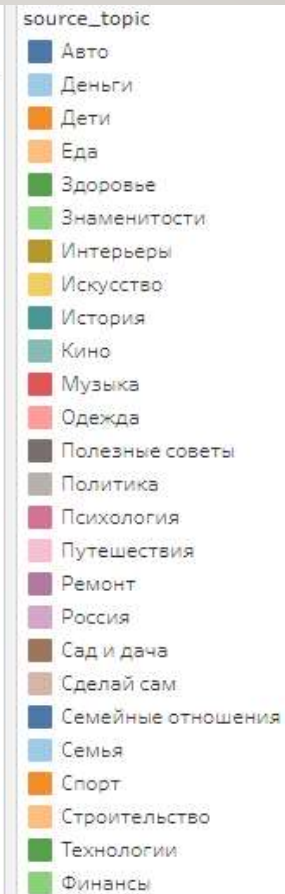 source_topic
Авто
Деньги
Дети
Еда
Здоровье
Знаменитости
Интерьеры
Искусство
История
Кино
Музыка
Одежда
Полезные советы
Политика
Психология
Путешествия
Ремонт
Россия
Сад и дача
Сделай сам
Семейные отношения
Семья
Спорт
Строительство
Технологии
Финансы